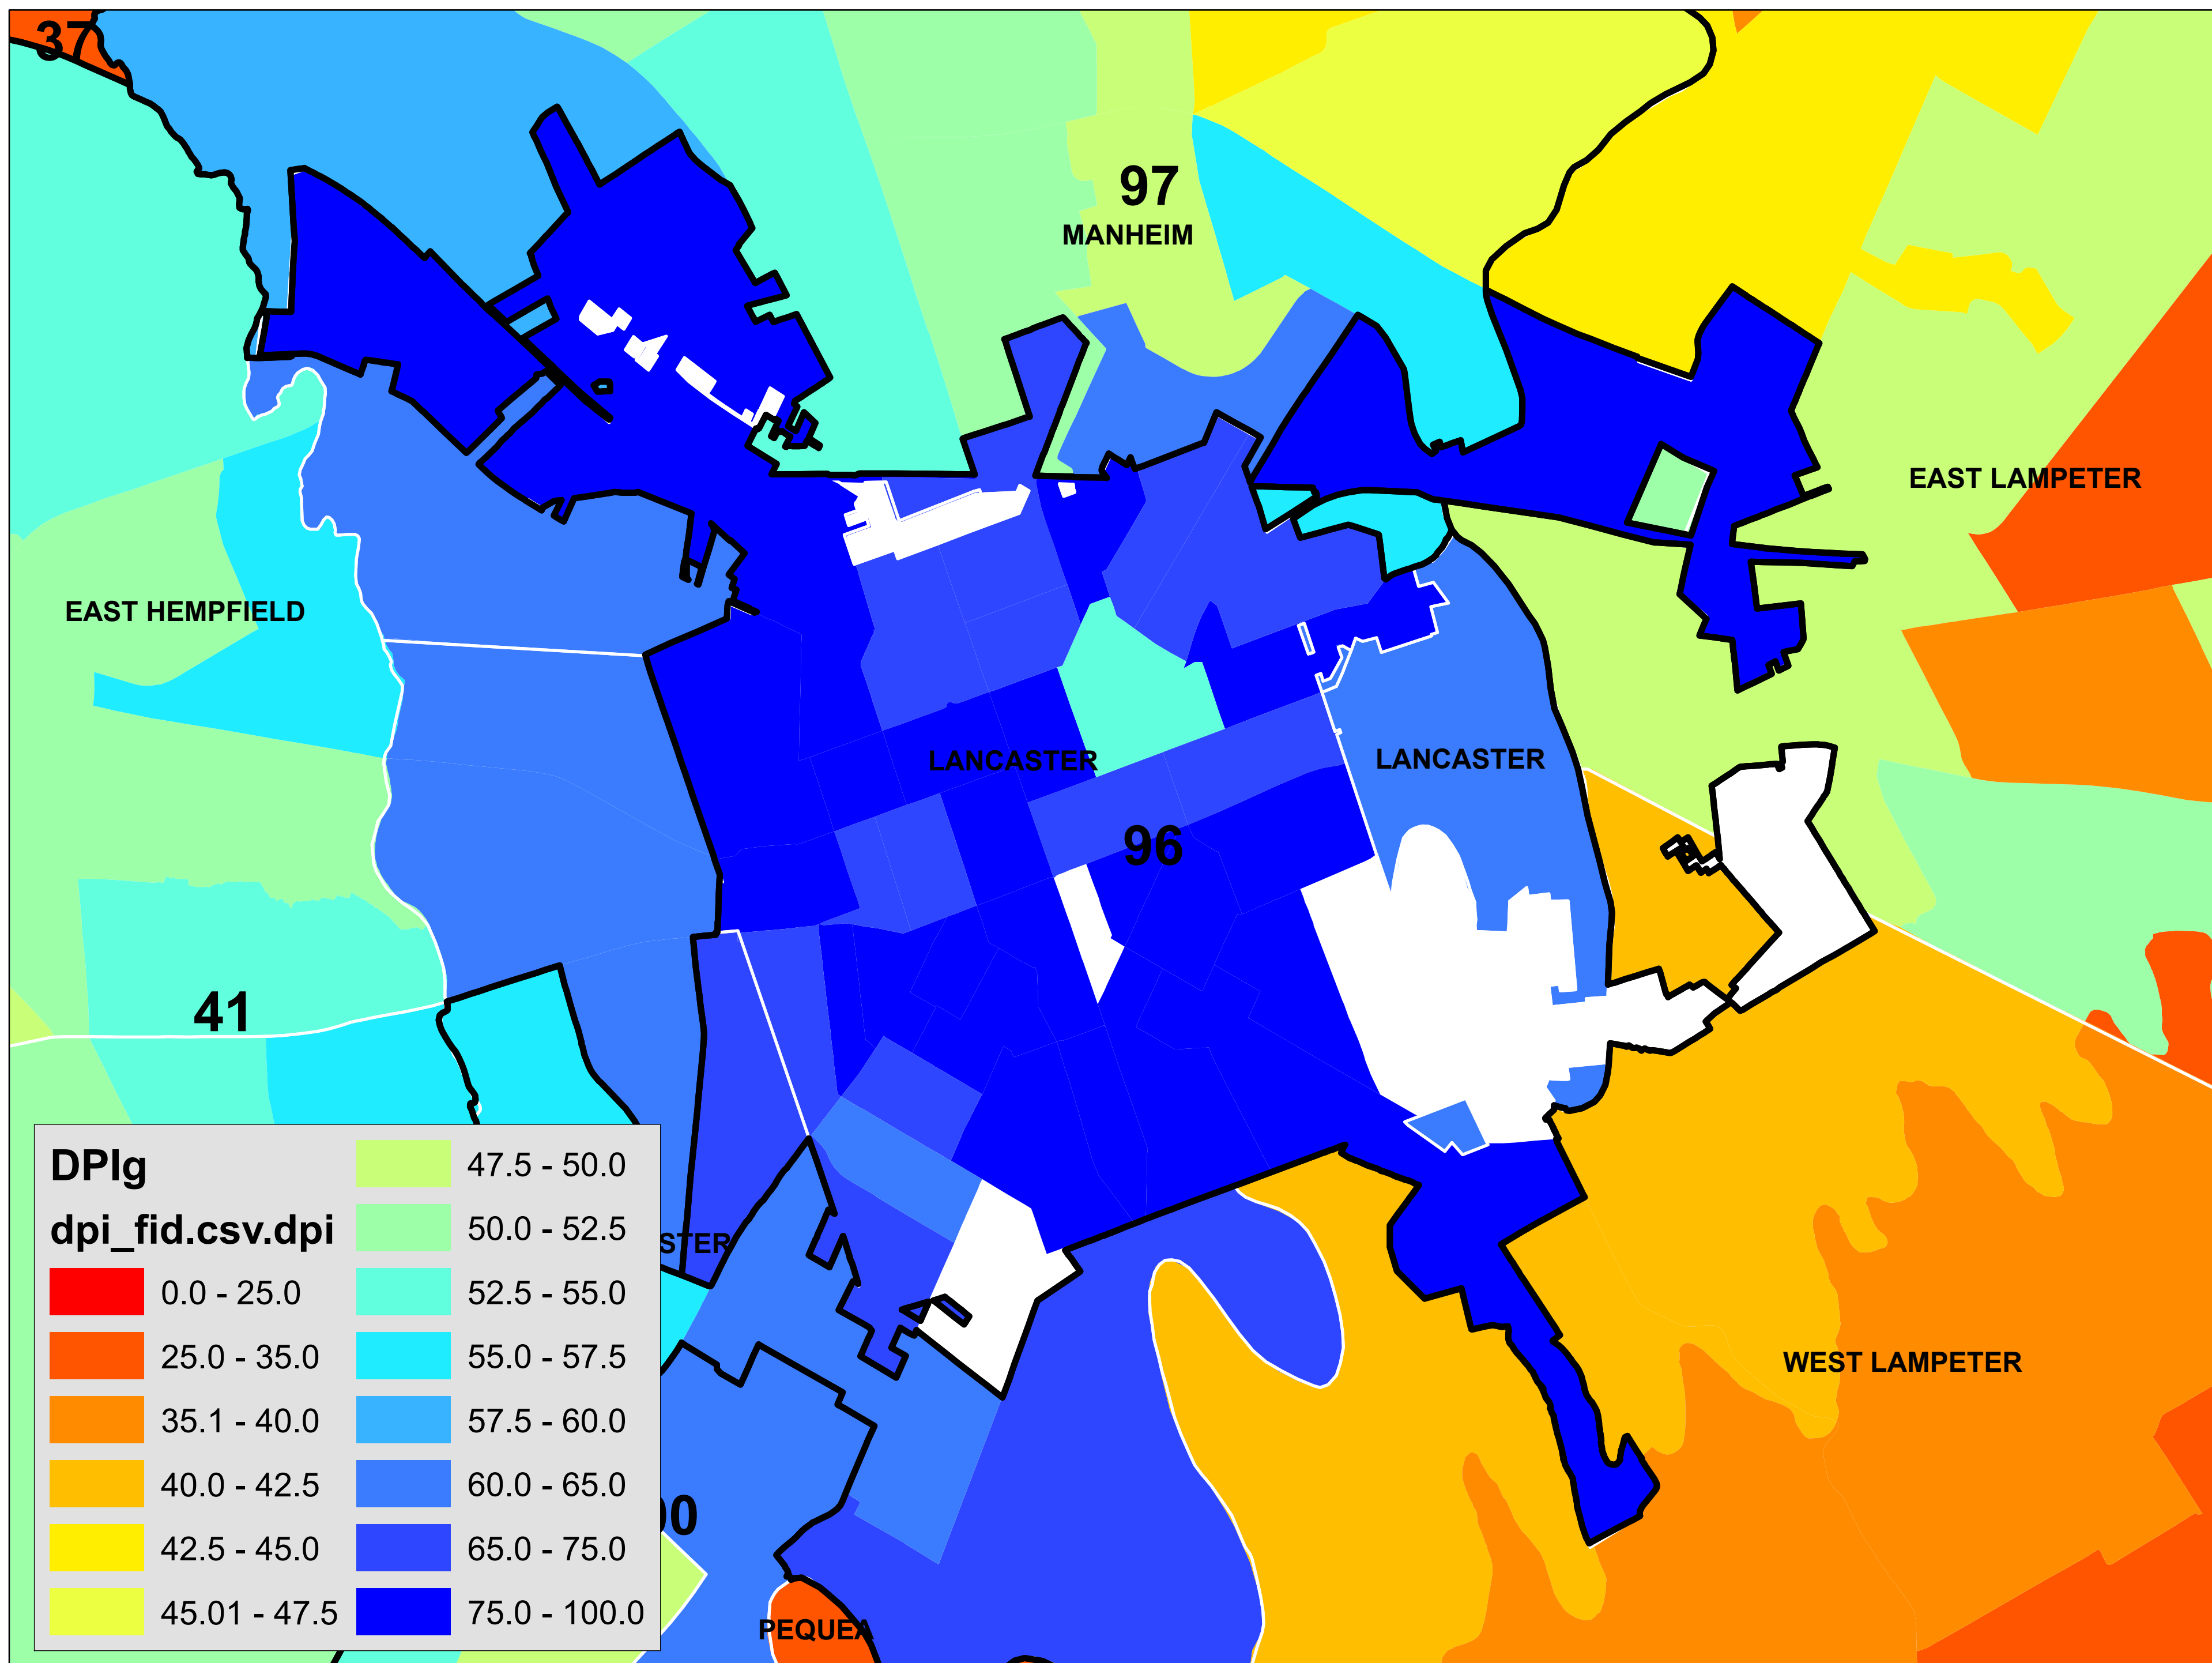 37
97
MANHEIM
EAST LAMPETER
EAST HEMPFIELD
LANCASTER
LANCASTER
96
41
DPIg
dpi_fid.csv.dpi
0.0 - 25.0
25.0 - 35.0
35.1 - 40.0
40.0 - 42.5
42.5 - 45.0
45.01 - 47.5
47.5 - 50.0
50.0 - 52.5
52.5 - 55.0
55.0 - 57.5
57.5 - 60.0
60.0 - 65.0
65.0 - 75.0
75.0 - 100.0
STER
WEST LAMPETER
PEQUEA